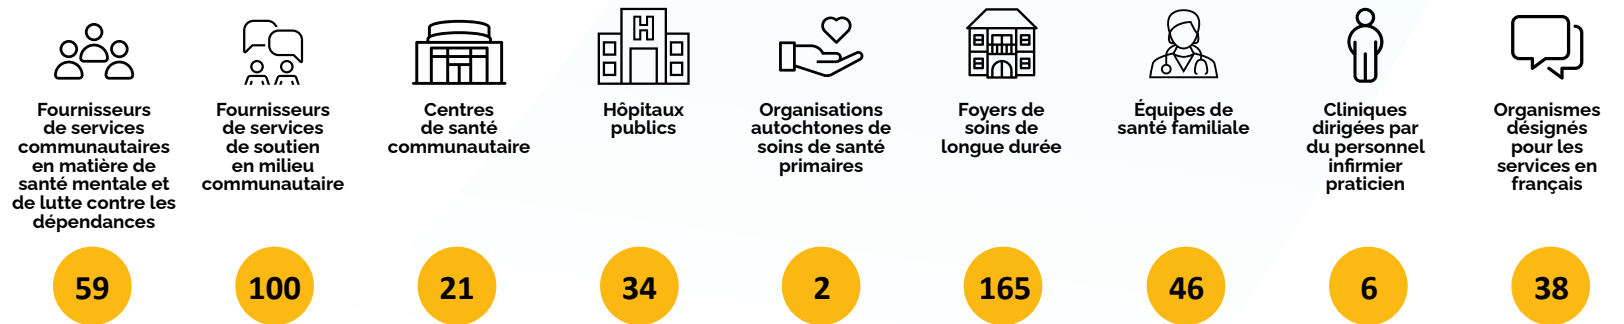 Fournisseurs
de services
communautaires
en matière de
santé mentale et
de lutte contre les
dépendances
59
Fournisseurs
de services
de soutien
en milieu
communautaire
100
Centres
de santé
communautaire
21
H
Hôpitaux
publics
34
Organisations
autochtones de
soins de santé
primaires
2
Foyers de
soins de
longue durée
165
Équipes de
santé familiale
46
Cliniques
dirigées par
du personnel
infirmier
praticien
6
Organismes
désignés
pour les
services en
français
38